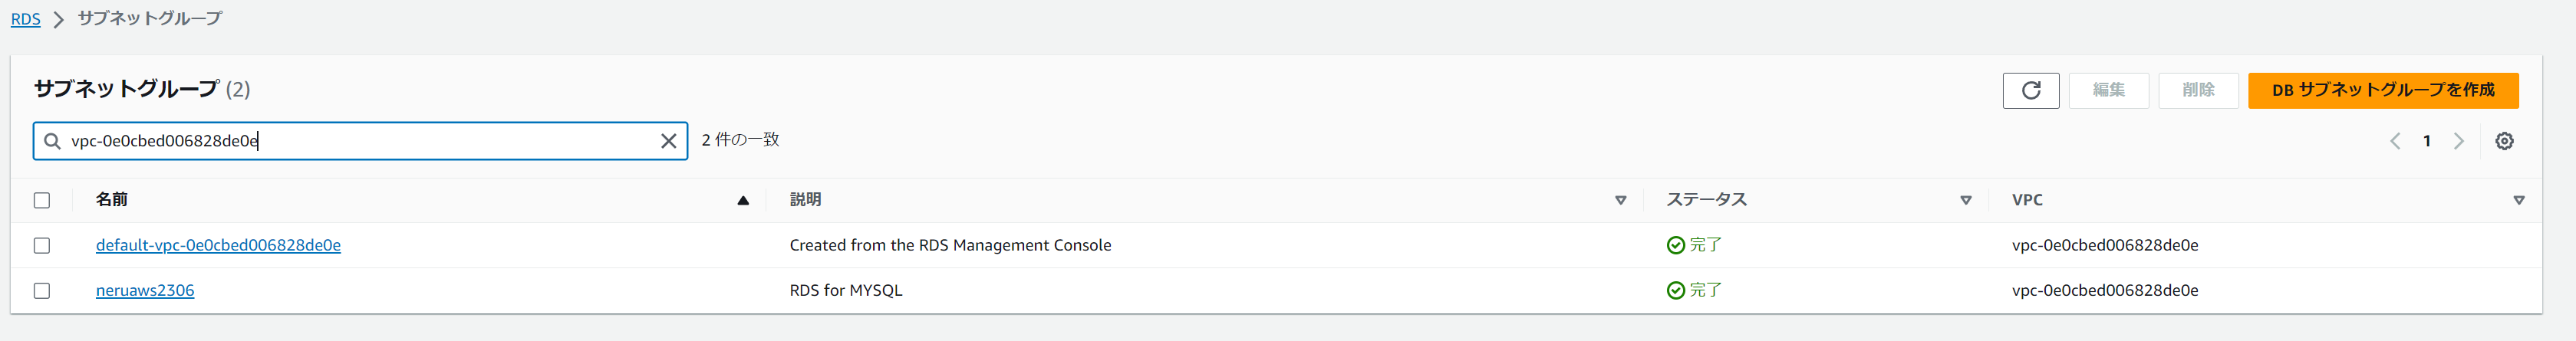 RDS > サブネットグループ
サブネットグループ (2)
編集 削除 DB サブネットグループを作成
vpc-0e0cbed006828de0e 2 件の一致 1
名前 説明 ステータス VPC
default-vpc-0e0cbed006828de0e Created from the RDS Management Console 完了 vpc-0e0cbed006828de0e
neruaws2306 RDS for MYSQL 完了 vpc-0e0cbed006828de0e